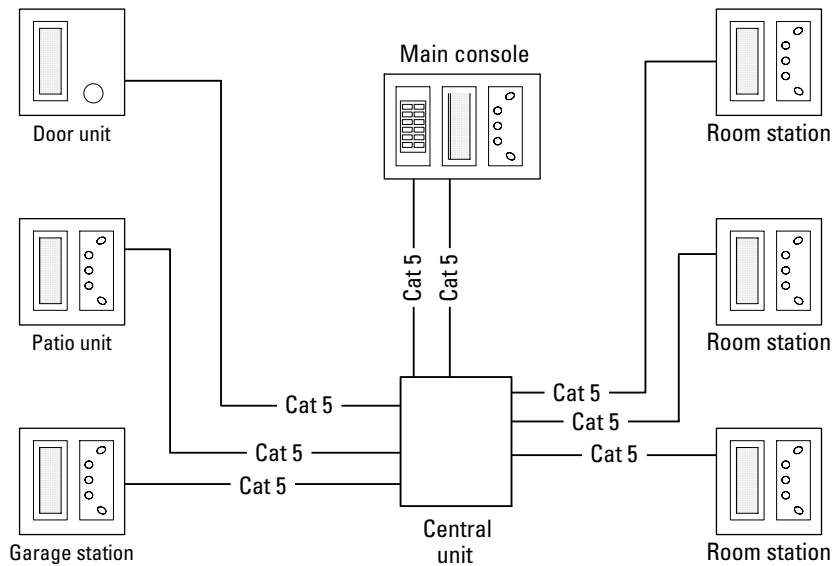 Main console
Door unit
Room station
Cat 5
Cat 5
Patio unit
Room station
Cat 5
Cat 5
Cat 5
Cat 5
Cat 5
Cat 5
Garage station
Central
unit
Room station